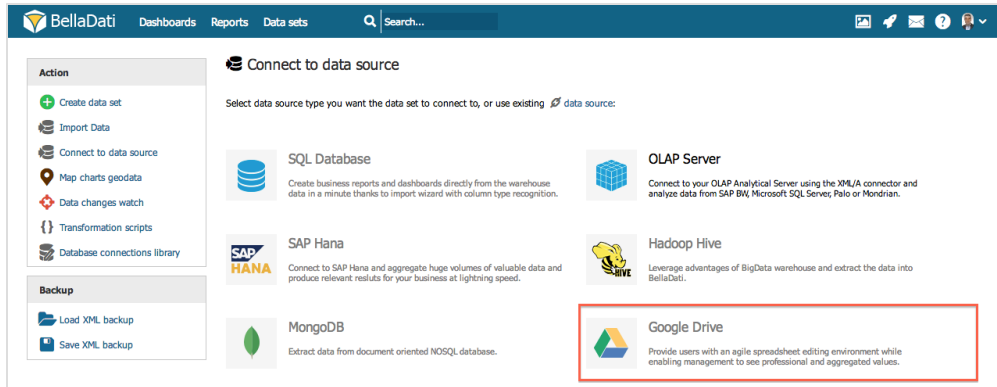 BellaDati Dashboards Reports Data sets Search...
Action
Create data set
Import Data
Connect to data source
Map charts geodata
Data changes watch
{ } Transformation scripts
Database connections library
Backup
Load XML backup
Save XML backup
Connect to data source
Select data source type you want the data set to connect to, or use existing data source:
SQL Database
Create business reports and dashboards directly from the warehouse
data in a minute thanks to import wizard with column type recognition.
OLAP Server
Connect to your OLAP Analytical Server using the XML/A connector and
analyze data from SAP BW, Microsoft SQL Server, Palo or Mondrian.
SAP
HANA
SAP Hana
Connect to SAP Hana and aggregate huge volumes of valuable data and
produce relevant resluts for your business at lightning speed.
HIVE
Hadoop Hive
Leverage advantages of BigData warehouse and extract the data into
BellaDati.
MongoDB
Extract data from document oriented NOSQL database.
Google Drive
Provide users with an agile spreadsheet editing environment while
enabling management to see professional and aggregated values.